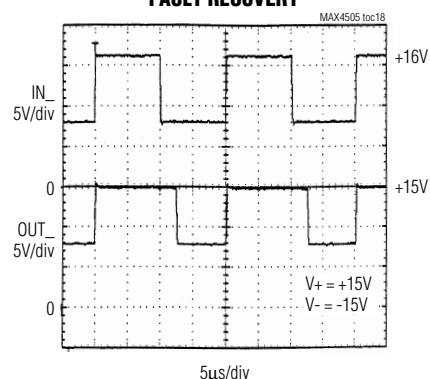 FAULT RECOVERY
MAX4505 toc18
+16V
IN_
5V/div
0
+15V
OUT_
5V/div
V+ = +15V
V- = -15V
0
5µs/div